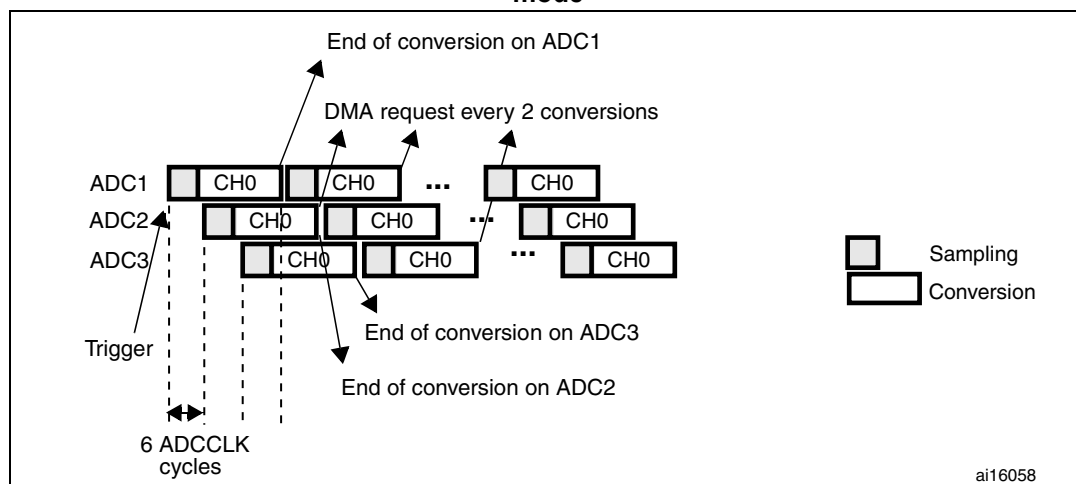 mode
End of conversion on ADC1
DMA request every 2 conversions
ADC1 CH0 CH0 ... CH0
ADC2 CH0 CH0 ... CH0
ADC3 CH0 CH0 ... CH0
Sampling
Conversion
End of conversion on ADC3
Trigger
End of conversion on ADC2
6 ADCCLK
cycles
ai16058